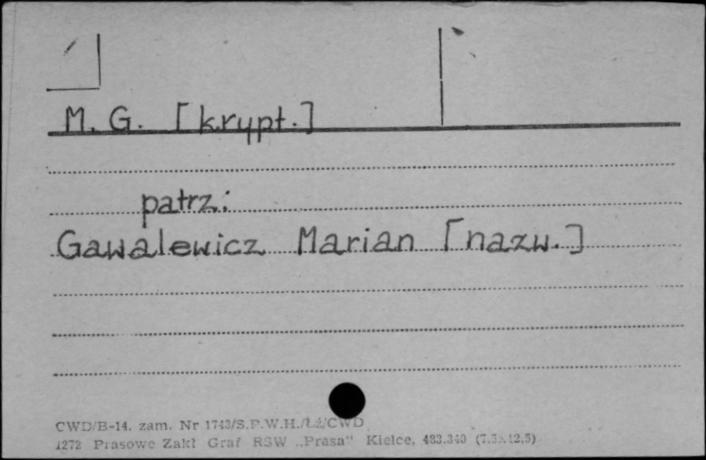 M. G. [krypt.]
patrz:
Gawalewicz Marian [nazw.]
CWD/B-14. zam. Nr 1743/S.P.W.H./Łż/CWD
1272 Prasowe Zakł Graf RSW „Prasa" Kielce, 483.340 (7.5x12,5)